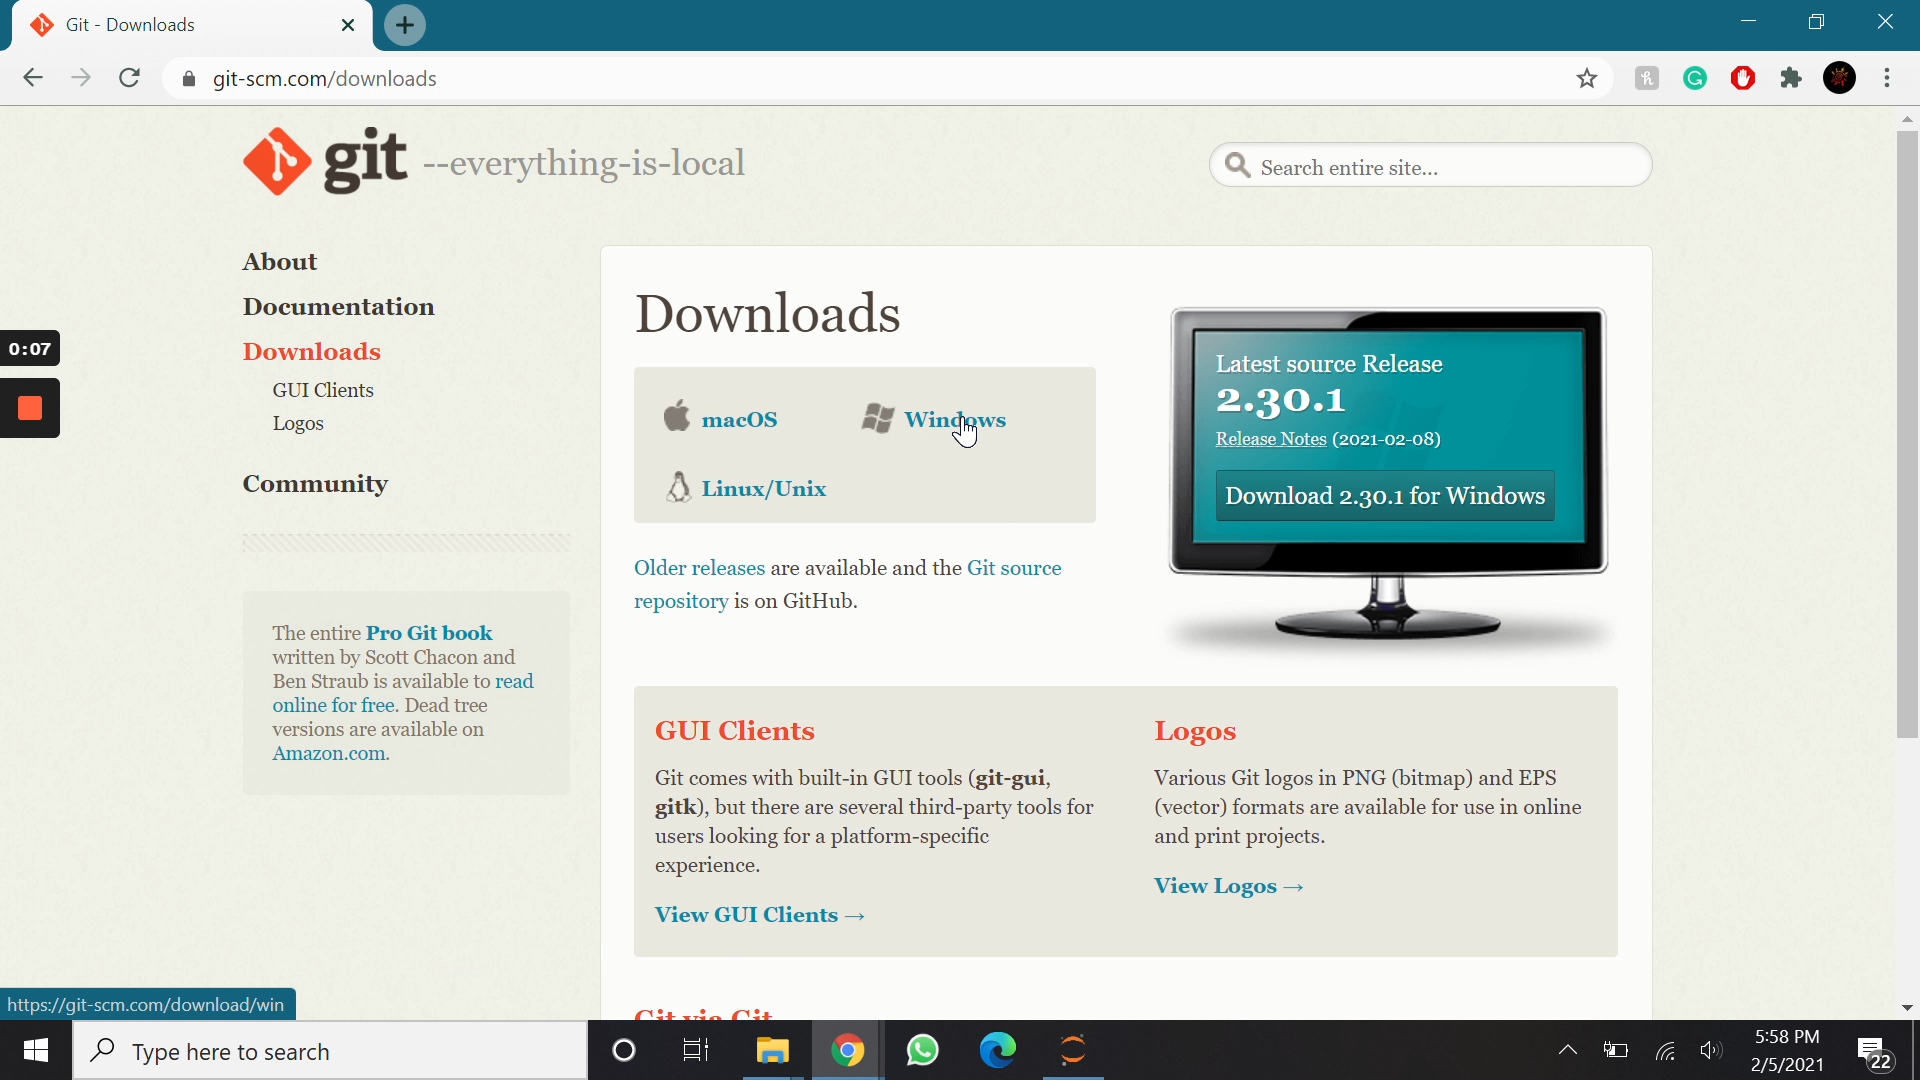 Git - Downloads
git-scm.com/downloads
git --everything-is-local
Search entire site...
About
Documentation
Downloads
GUI Clients
Logos
Community
0:07
The entire Pro Git book
written by Scott Chacon and
Ben Straub is available to read
online for free. Dead tree
versions are available on
Amazon.com.
Downloads
macOS
Windows
Linux/Unix
Older releases are available and the Git source
repository is on GitHub.
Latest source Release
2.30.1
Release Notes (2021-02-08)
Download 2.30.1 for Windows
GUI Clients
Git comes with built-in GUI tools (git-gui,
gitk), but there are several third-party tools for
users looking for a platform-specific
experience.
View GUI Clients →
Logos
Various Git logos in PNG (bitmap) and EPS
(vector) formats are available for use in online
and print projects.
View Logos →
Git via Git
https://git-scm.com/download/win
Type here to search
5:58 PM
2/5/2021
22